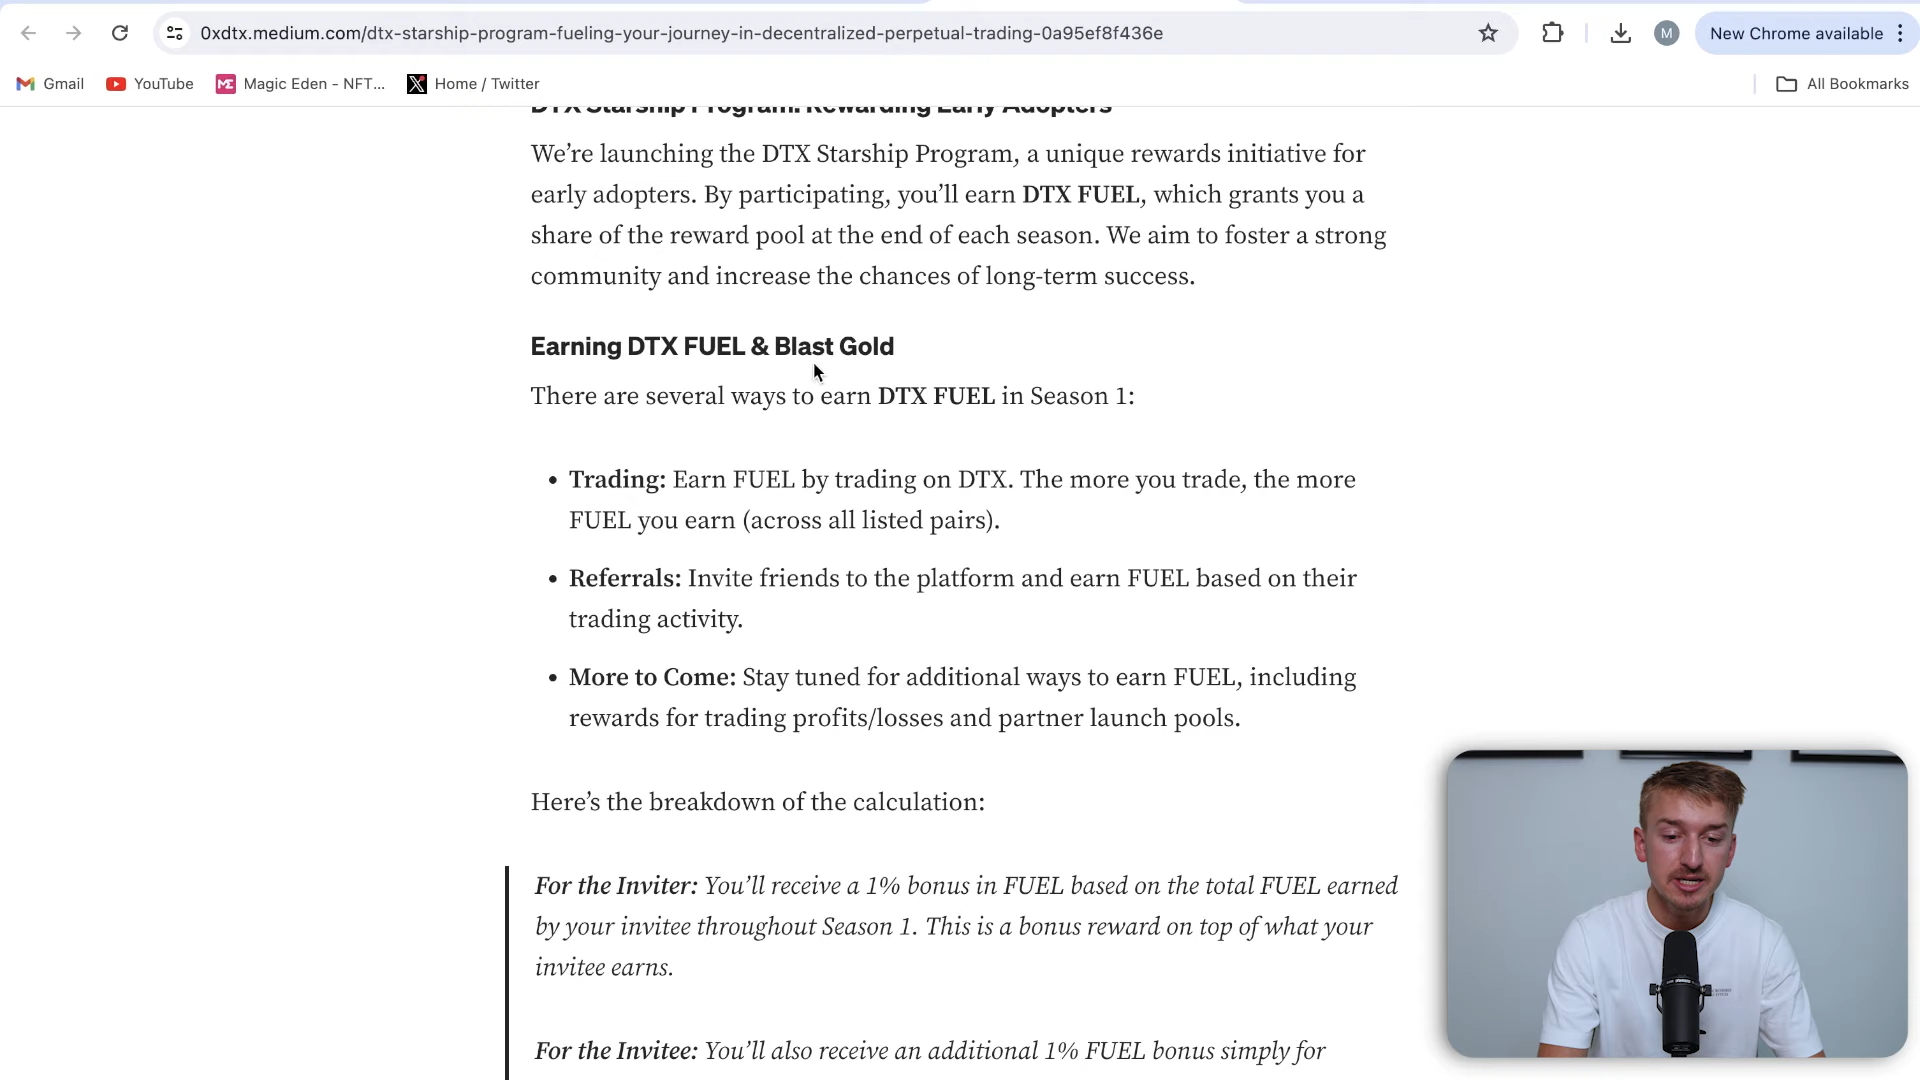 0xdtx.medium.com/dtx-starship-program-fueling-your-journey-in-decentralized-perpetual-trading-0a95ef8f436e
M
New Chrome available
Gmail
YouTube
ME
Magic Eden - NFT...
Home / Twitter
All Bookmarks
DTX Starship Program: Rewarding Early Adopters
We’re launching the DTX Starship Program, a unique rewards initiative for
early adopters. By participating, you’ll earn DTX FUEL, which grants you a
share of the reward pool at the end of each season. We aim to foster a strong
community and increase the chances of long-term success.
Earning DTX FUEL & Blast Gold
There are several ways to earn DTX FUEL in Season 1:
• Trading: Earn FUEL by trading on DTX. The more you trade, the more
FUEL you earn (across all listed pairs).
• Referrals: Invite friends to the platform and earn FUEL based on their
trading activity.
• More to Come: Stay tuned for additional ways to earn FUEL, including
rewards for trading profits/losses and partner launch pools.
Here’s the breakdown of the calculation:
For the Inviter: You’ll receive a 1% bonus in FUEL based on the total FUEL earned
by your invitee throughout Season 1. This is a bonus reward on top of what your
invitee earns.
For the Invitee: You’ll also receive an additional 1% FUEL bonus simply for